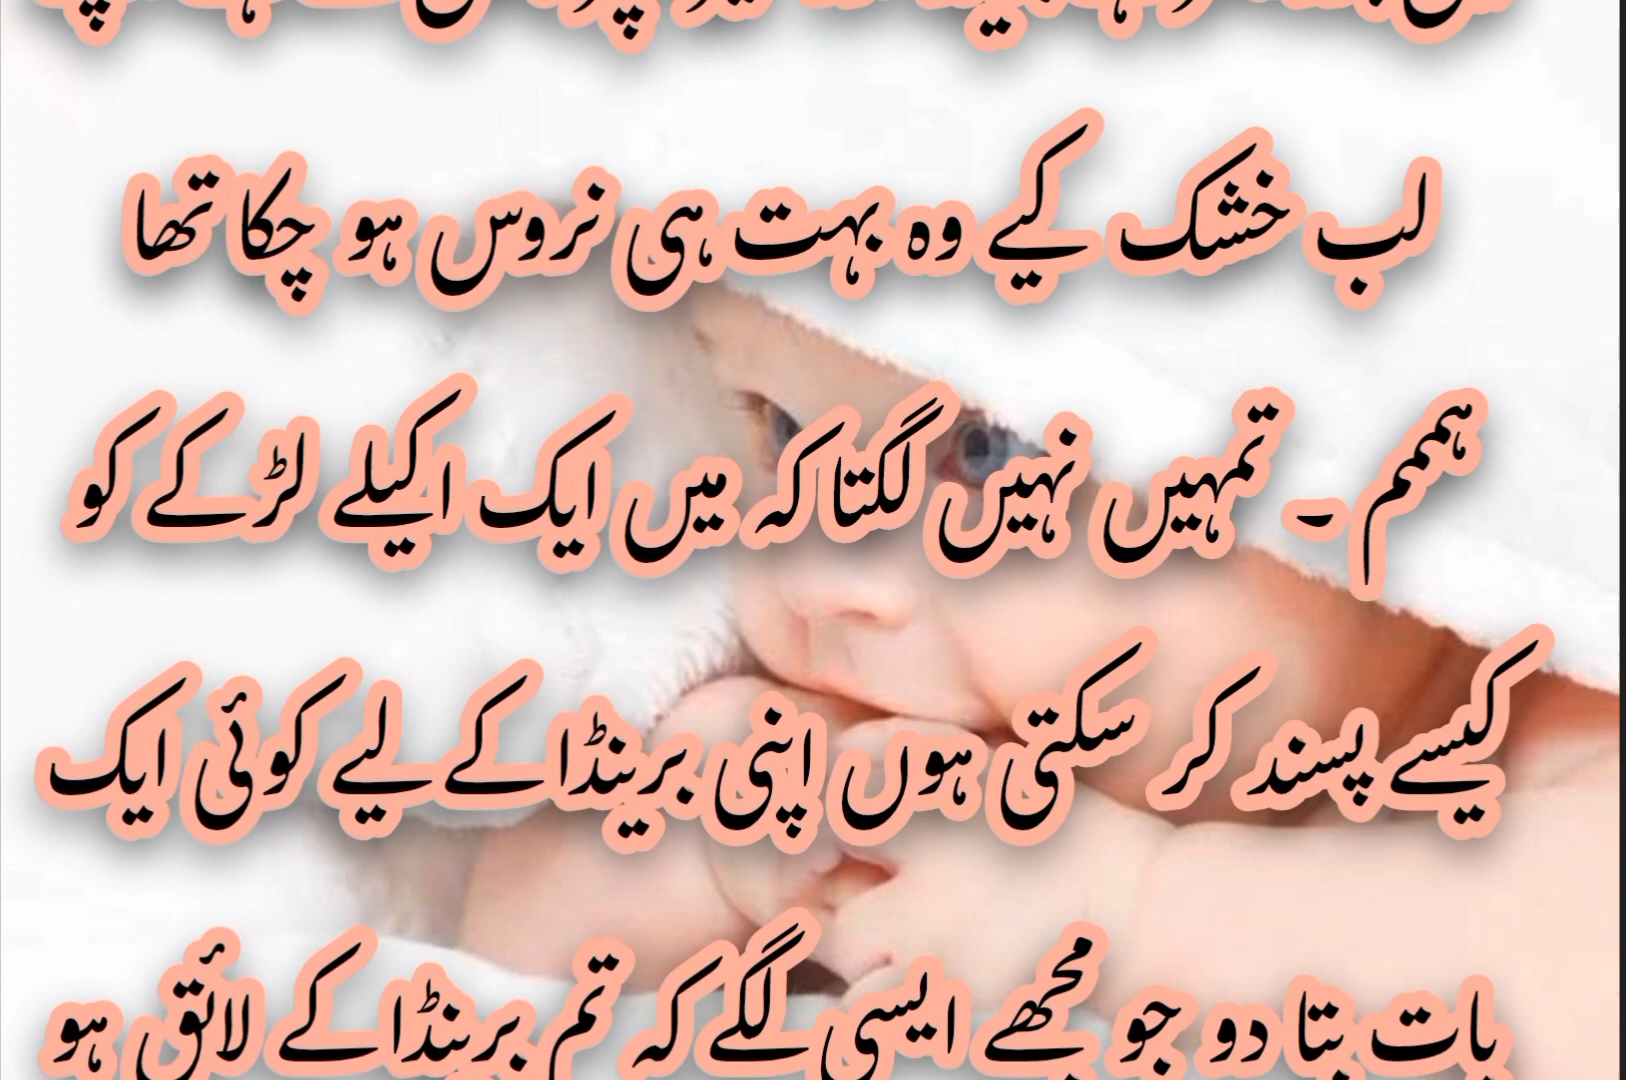 لب خشک کیے وہ بہت ہی نروس ہو چکا تھا
ہممم ۔ تمہیں نہیں لگتا کہ میں ایک اکیلے لڑکے کو
کیسے پسند کر سکتی ہوں اپنی برینڈا کے لیے کوئی ایک
بات بتا دو جو مجھے ایسی لگے کہ تم برینڈا کے لائق ہو